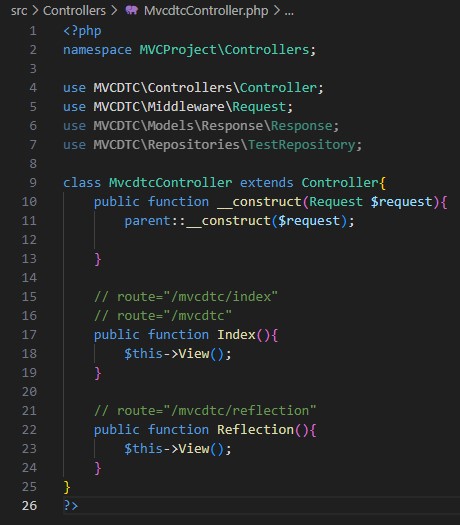 src > Controllers > MvcdtcController.php > ...
1 <?php
2 namespace MVCProject\Controllers;
3
4 use MVCDTC\Controllers\Controller;
5 use MVCDTC\Middleware\Request;
6 use MVCDTC\Models\Response\Response;
7 use MVCDTC\Repositories\TestRepository;
8
9 class MvcdtcController extends Controller{
10     public function __construct(Request $request){
11         parent::__construct($request);
12
13     }
14
15     // route="/mvcdtc/index"
16     // route="/mvcdtc"
17     public function Index(){
18         $this->View();
19     }
20
21     // route="/mvcdtc/reflection"
22     public function Reflection(){
23         $this->View();
24     }
25 }
26 ?>